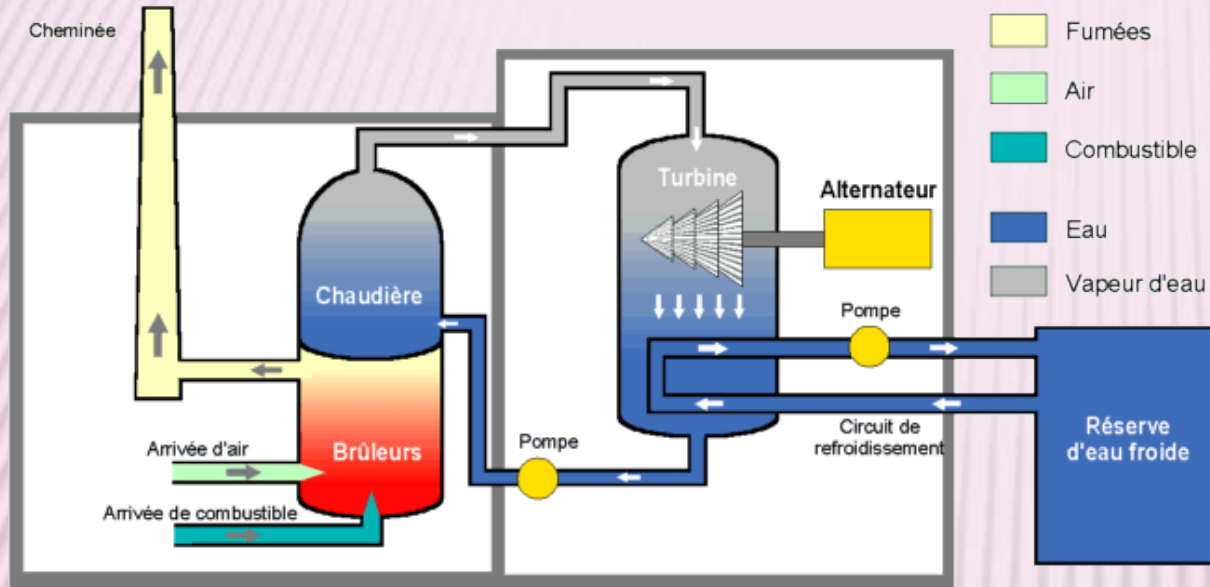 Cheminée
Fumées
Air
Combustible
Eau
Vapeur d'eau
Turbine
Alternateur
Chaudière
Pompe
Circuit de
refroidissement
Réserve
d'eau froide
Arrivée d'air
Brûleurs
Pompe
Arrivée de combustible